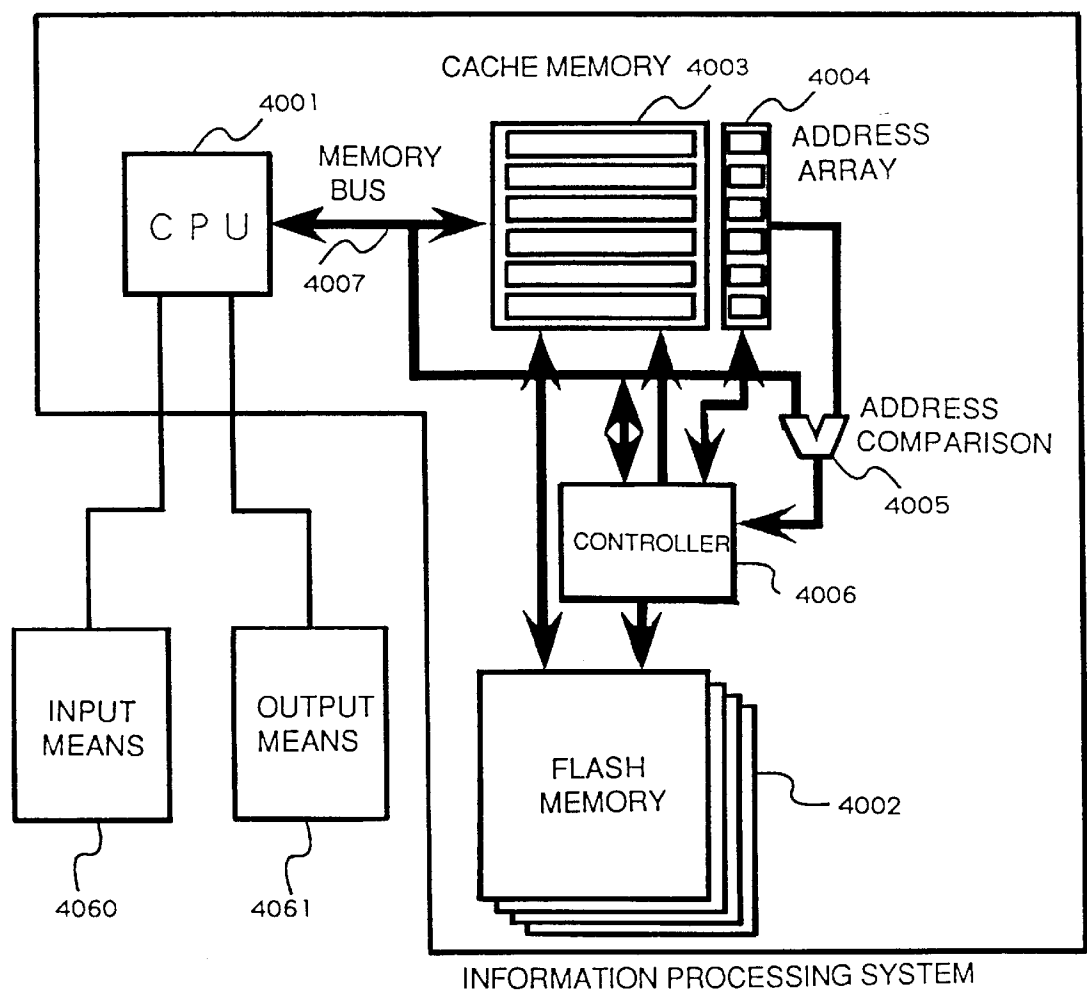 CACHE MEMORY 4003
4004
4001
ADDRESS
ARRAY
MEMORY
BUS
C P U
4007
ADDRESS
COMPARISON
4005
CONTROLLER
4006
INPUT
MEANS
OUTPUT
MEANS
FLASH
MEMORY
4002
4060
4061
INFORMATION PROCESSING SYSTEM